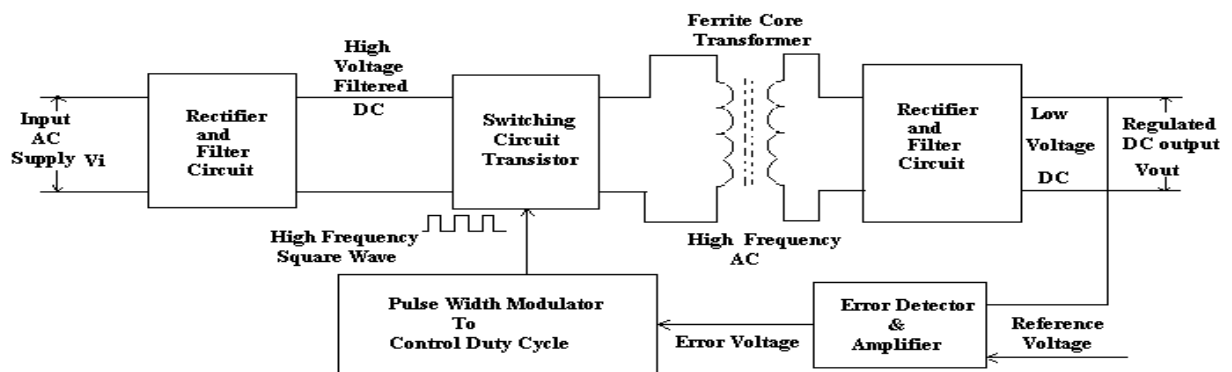 Ferrite Core
Transformer
High
Voltage
Filtered
DC
Input
AC
Supply Vi
Rectifier
and
Filter
Circuit
Switching
Circuit
Transistor
Rectifier
and
Filter
Circuit
Low
Voltage
DC
Regulated
DC output
Vout
High Frequency
Square Wave
High Frequency
AC
Pulse Width Modulator
To
Control Duty Cycle
Error Voltage
Error Detector
&
Amplifier
Reference
Voltage